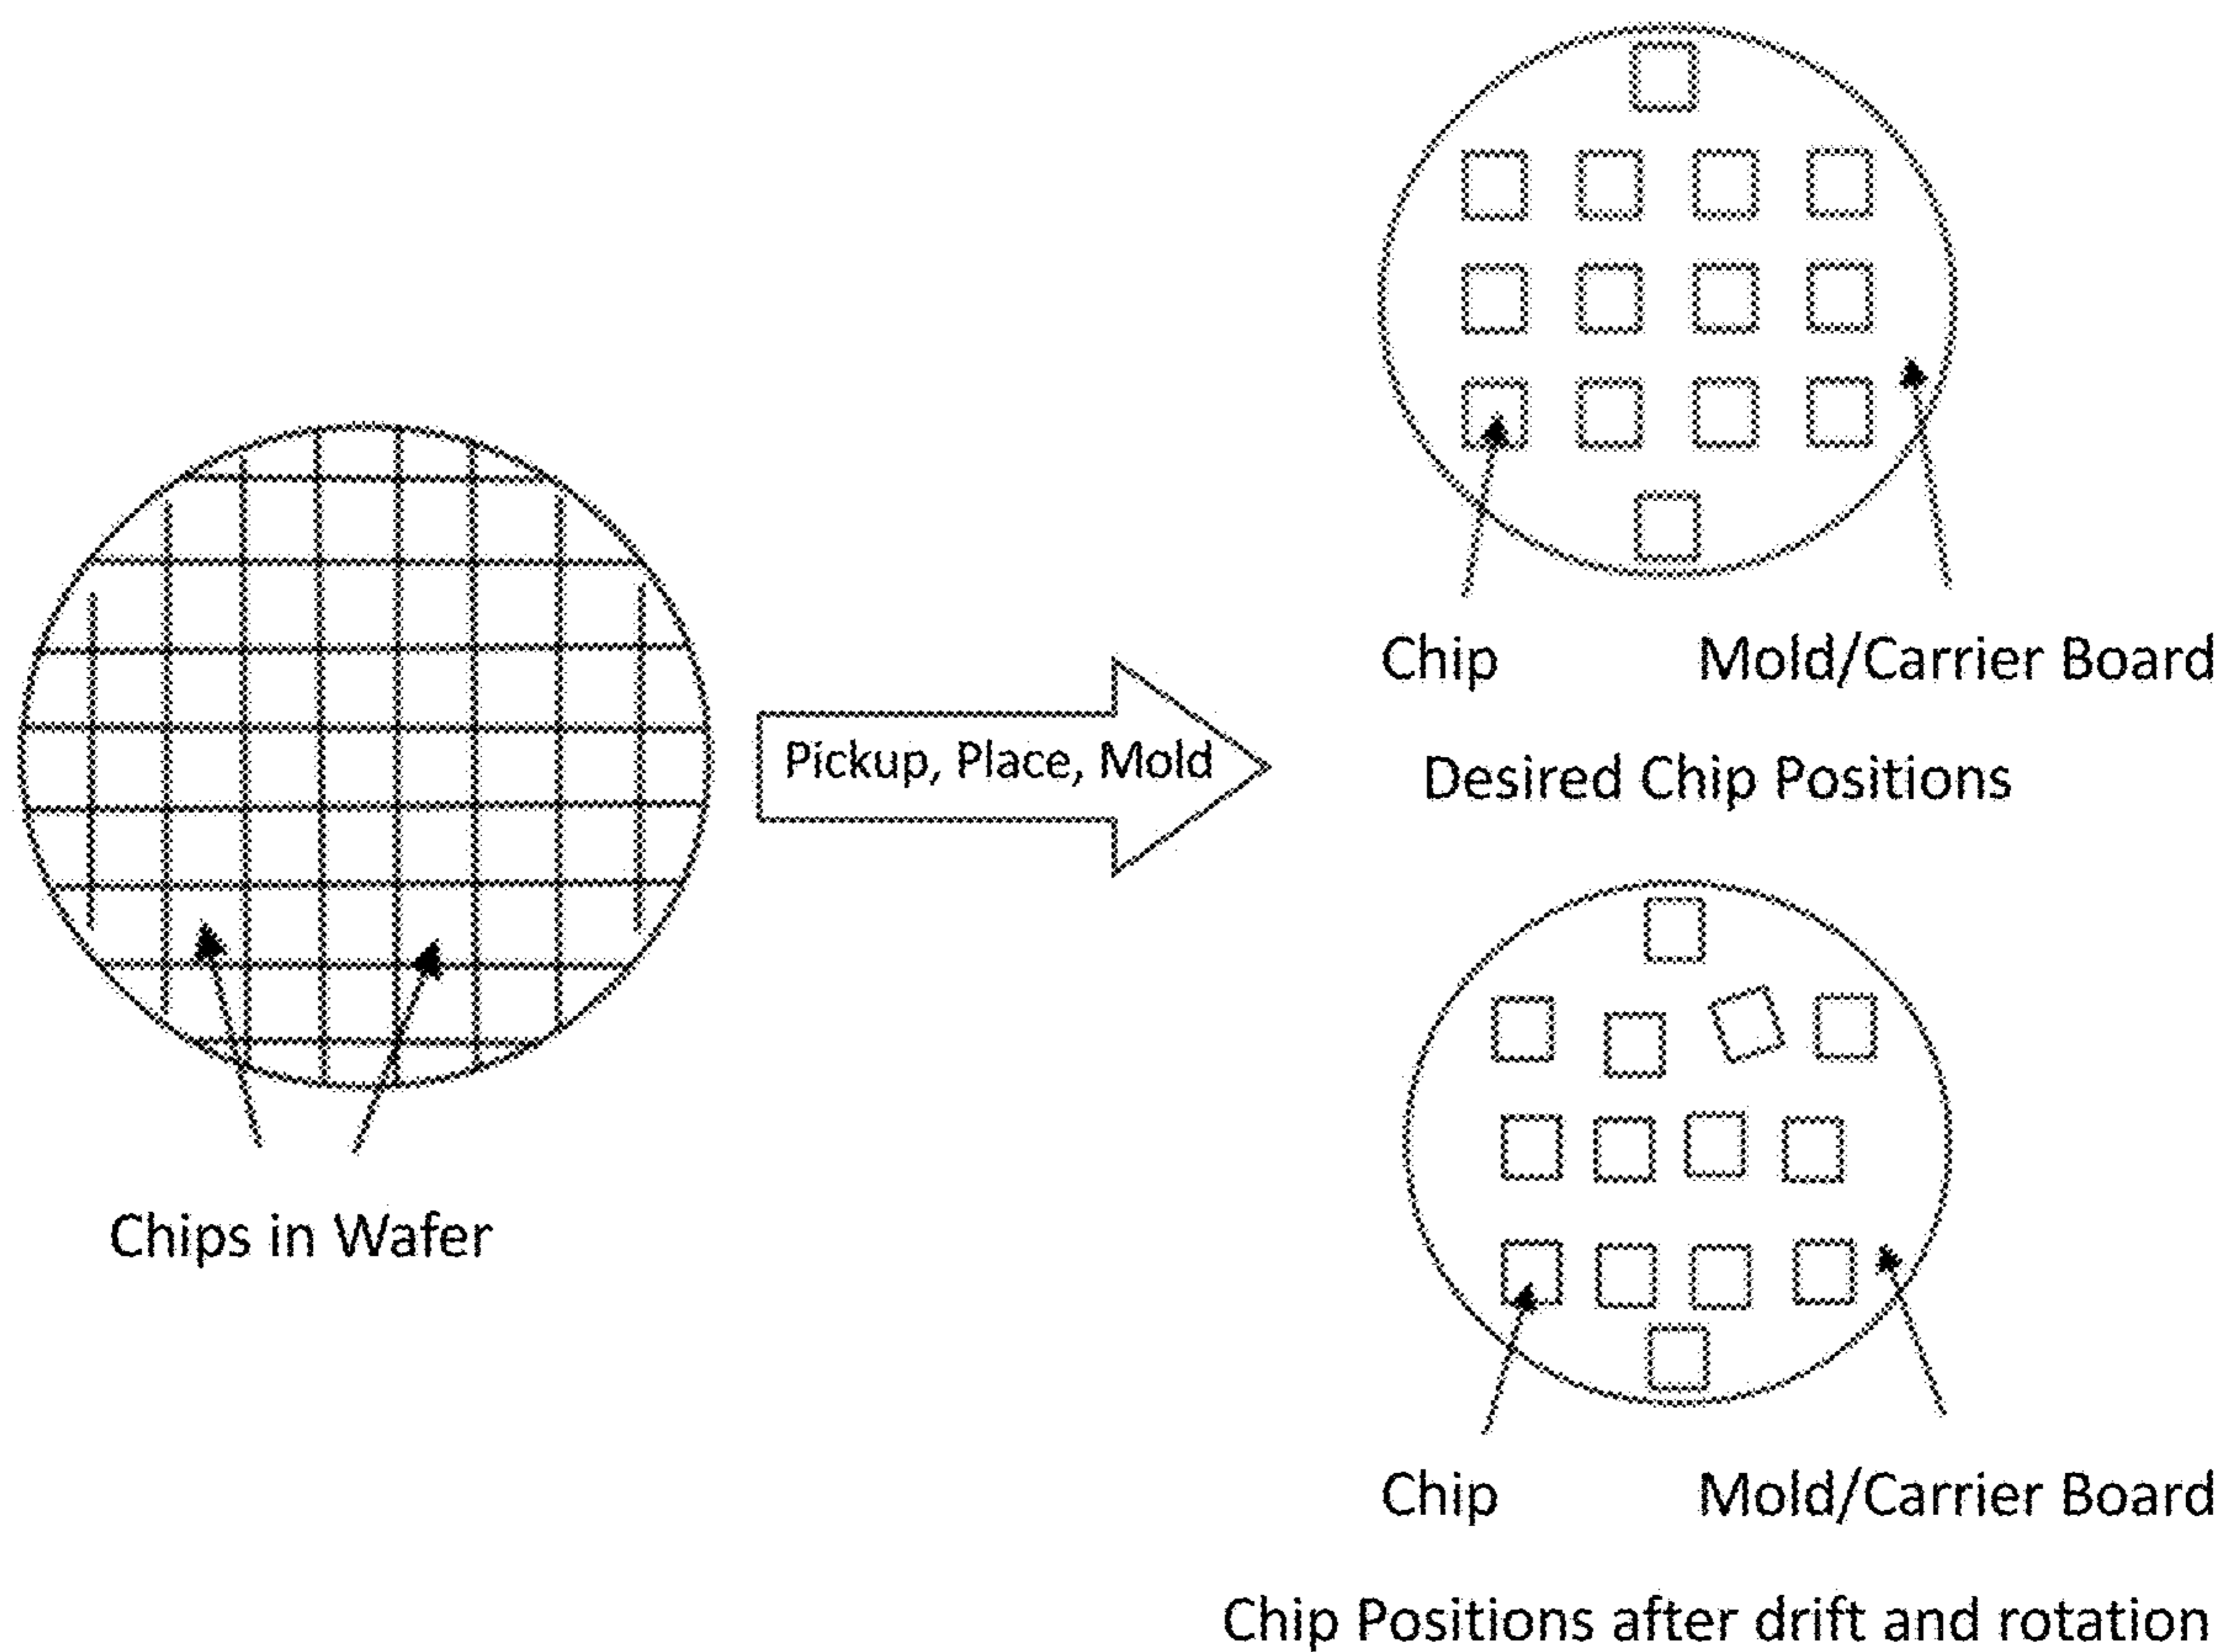 Chip
Mold/Carrier Board
Pickup, Place, Mold
Desired Chip Positions
Chips in Wafer
Chip
Mold/Carrier Board
Chip Positions after drift and rotation